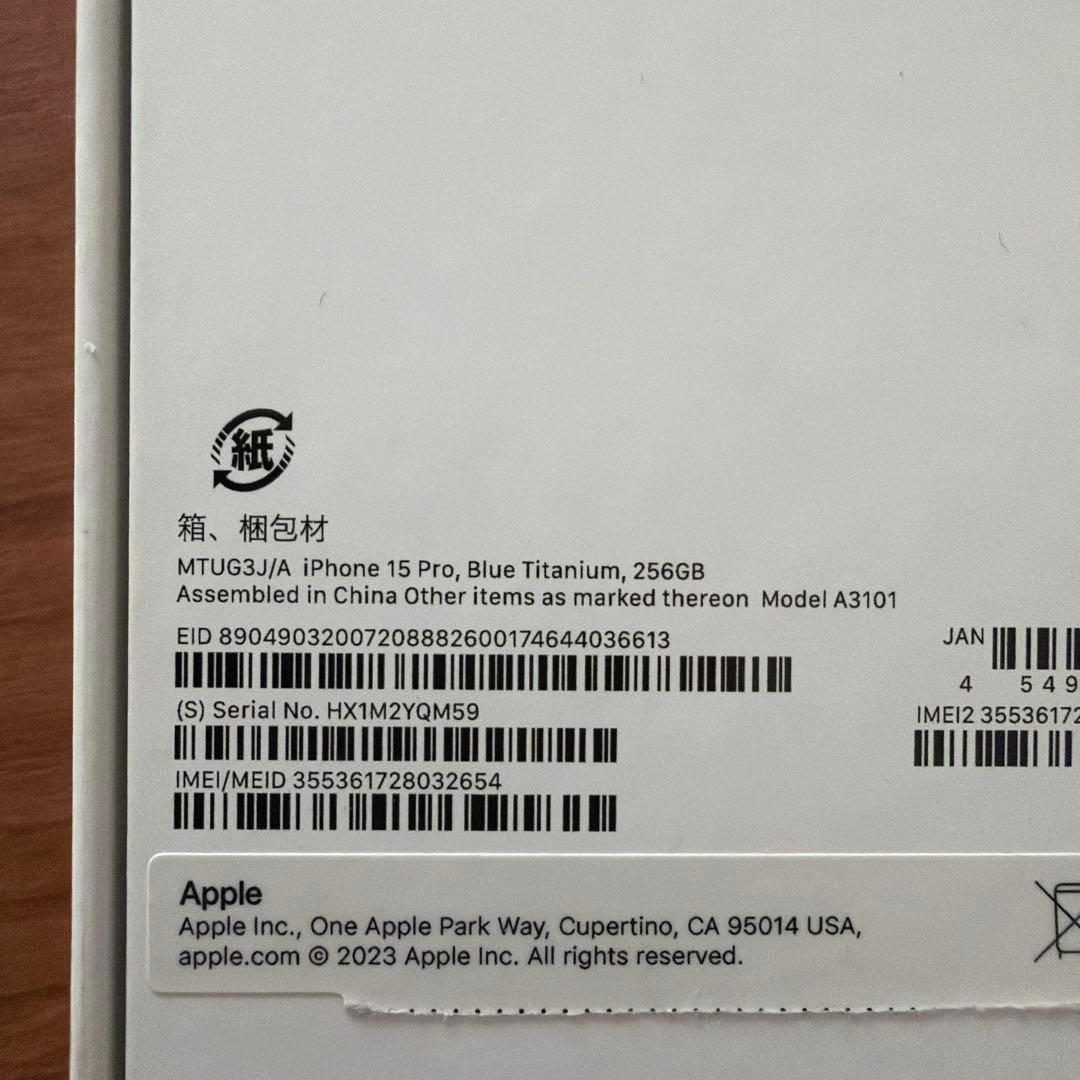 紙
箱、梱包材
MTUG3J/A iPhone 15 Pro, Blue Titanium, 256GB
Assembled in China Other items as marked thereon Model A3101
EID 89049032007208882600174644036613
JAN
4 549
(S) Serial No. HX1M2YQM59
IMEI2 35536172
IMEI/MEID 355361728032654
Apple
Apple Inc., One Apple Park Way, Cupertino, CA 95014 USA,
apple.com © 2023 Apple Inc. All rights reserved.